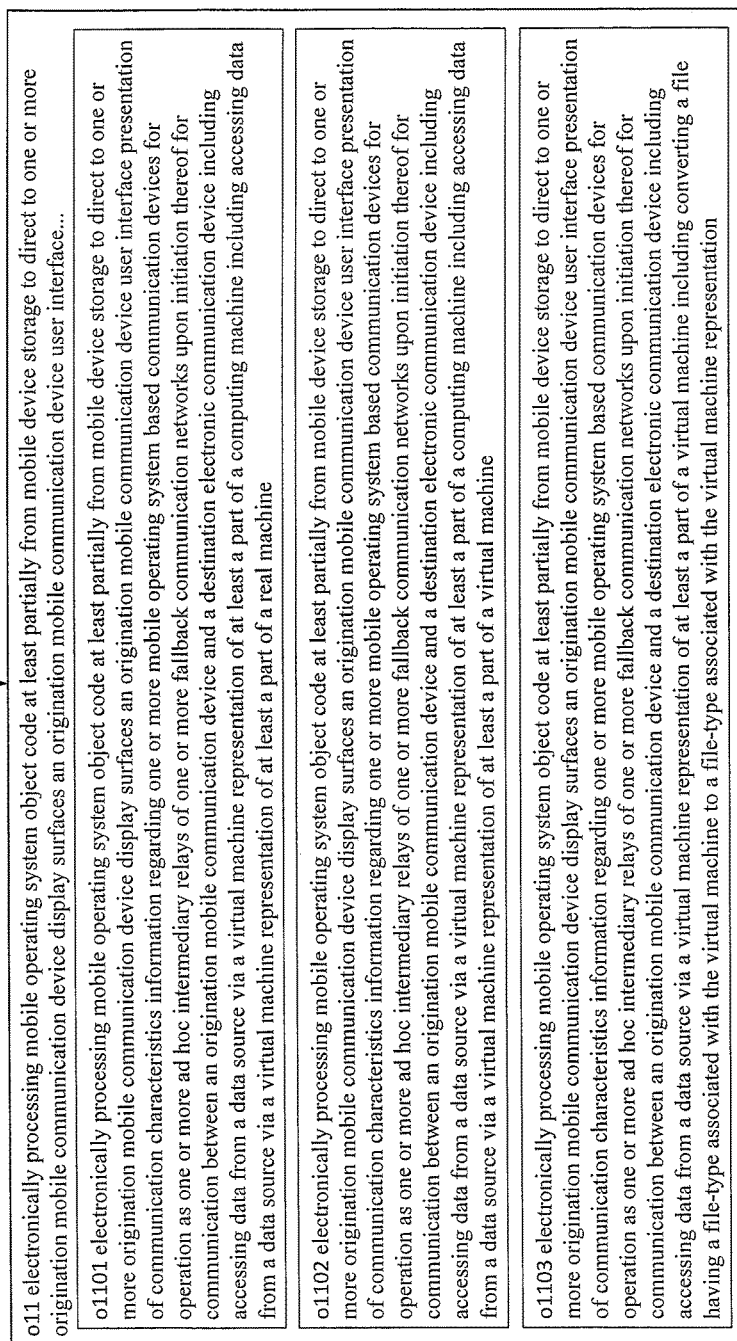 o11 electronically processing mobile operating system object code at least partially from mobile device storage to direct to one or more
origination mobile communication device display surfaces an origination mobile communication device user interface...
o1101 electronically processing mobile operating system object code at least partially from mobile device storage to direct to one or
more origination mobile communication device display surfaces an origination mobile communication device user interface presentation
of communication characteristics information regarding one or more mobile operating system based communication devices for
operation as one or more ad hoc intermediary relays of one or more fallback communication networks upon initiation thereof for
communication between an origination mobile communication device and a destination electronic communication device including
accessing data from a data source via a virtual machine representation of at least a part of a computing machine including accessing data
from a data source via a virtual machine representation of at least a part of a real machine
o1102 electronically processing mobile operating system object code at least partially from mobile device storage to direct to one or
more origination mobile communication device display surfaces an origination mobile communication device user interface presentation
of communication characteristics information regarding one or more mobile operating system based communication devices for
operation as one or more ad hoc intermediary relays of one or more fallback communication networks upon initiation thereof for
communication between an origination mobile communication device and a destination electronic communication device including
accessing data from a data source via a virtual machine representation of at least a part of a computing machine including accessing data
from a data source via a virtual machine representation of at least a part of a virtual machine
o1103 electronically processing mobile operating system object code at least partially from mobile device storage to direct to one or
more origination mobile communication device display surfaces an origination mobile communication device user interface presentation
of communication characteristics information regarding one or more mobile operating system based communication devices for
operation as one or more ad hoc intermediary relays of one or more fallback communication networks upon initiation thereof for
communication between an origination mobile communication device and a destination electronic communication device including
accessing data from a data source via a virtual machine representation of at least a part of a virtual machine including converting a file
having a file-type associated with the virtual machine to a file-type associated with the virtual machine representation